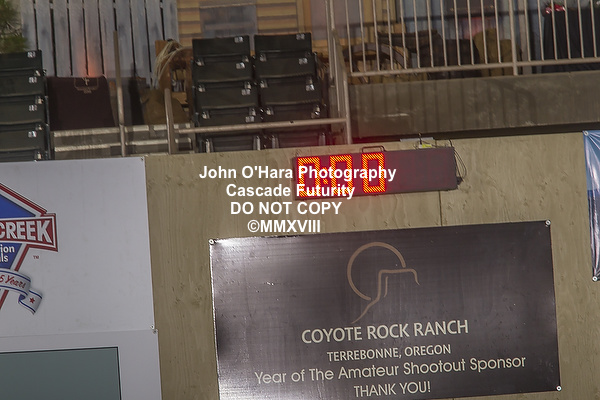 John O'Hara Photography
Cascade Futurity
DO NOT COPY
©MMXVIII
CREEK
™
COYOTE ROCK RANCH
TERREBONNE, OREGON
Year of The Amateur Shootout Sponsor
THANK YOU!